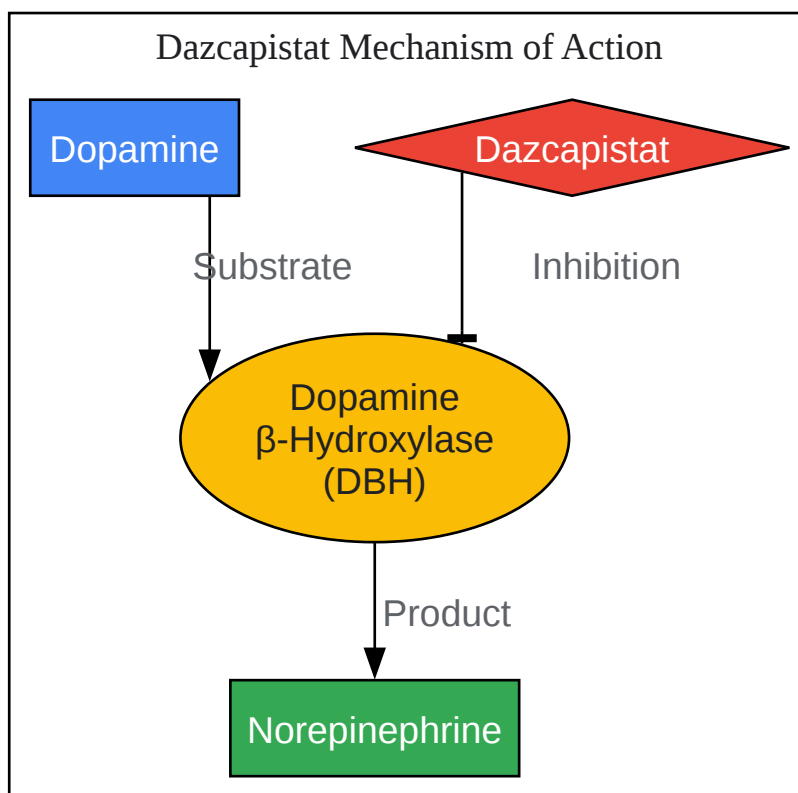 Dazcapistat Mechanism of Action
Dopamine
Dazcapistat
Substrate
Inhibition
Dopamine
β-Hydroxylase
(DBH)
Product
Norepinephrine